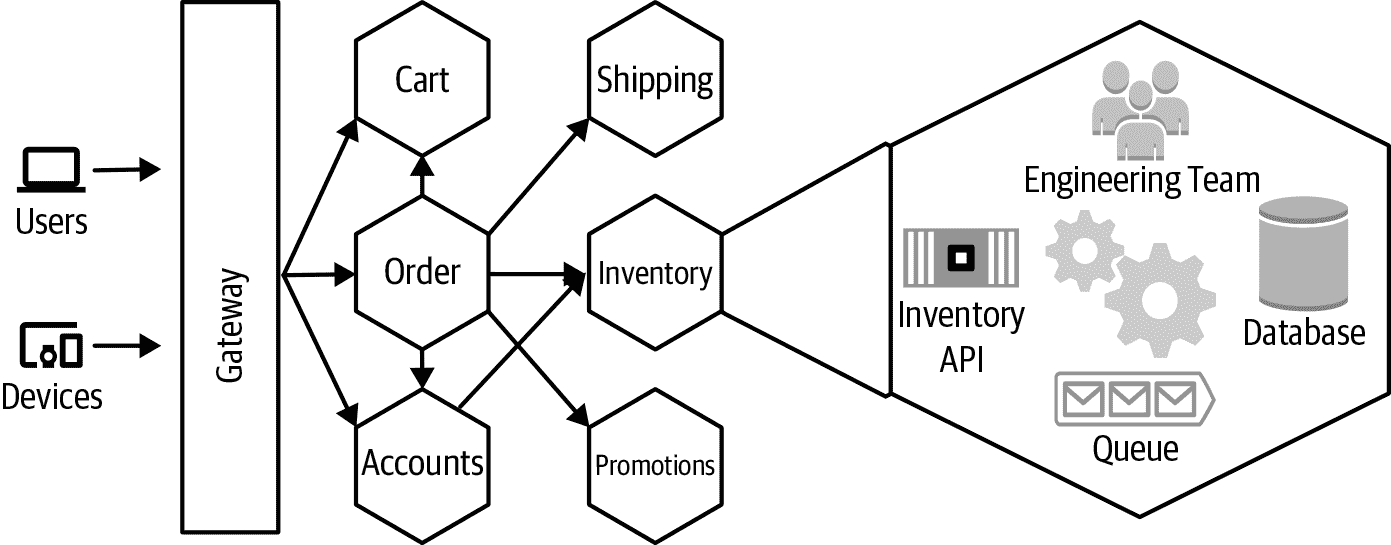 Users
Devices
Gateway
Cart
Order
Accounts
Shipping
Inventory
Promotions
Engineering Team
Inventory
API
Database
Queue